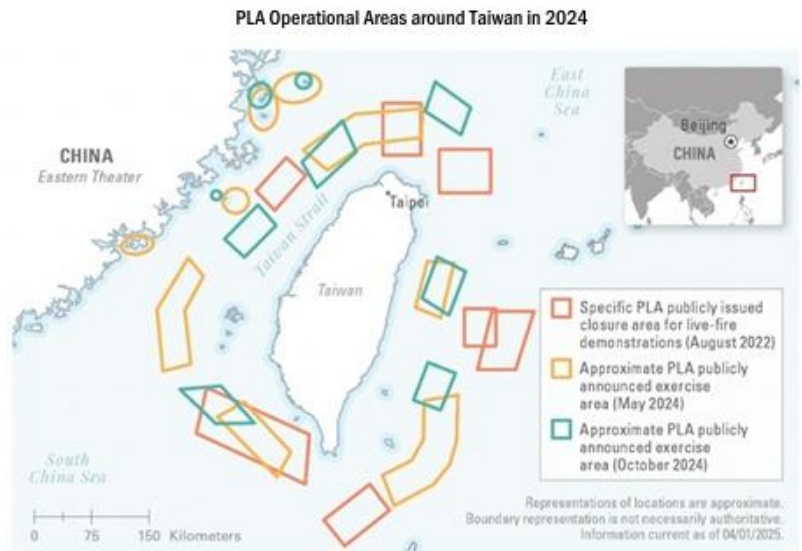 PLA Operational Areas around Taiwan in 2024
East
China
Sea
Beijing
CHINA
CHINA
Eastern Theater
Taipei
Taiwan Strait
Taiwan
Specific PLA publicly issued
closure area for live-fire
demonstrations (August 2022)
Approximate PLA publicly
announced exercise
area (May 2024)
Approximate PLA publicly
announced exercise
area (October 2024)
South
China Sea
0 75 150 Kilometers
Representations of locations are approximate.
Boundary representation is not necessarily authoritative.
Information current as of 04/01/2025.